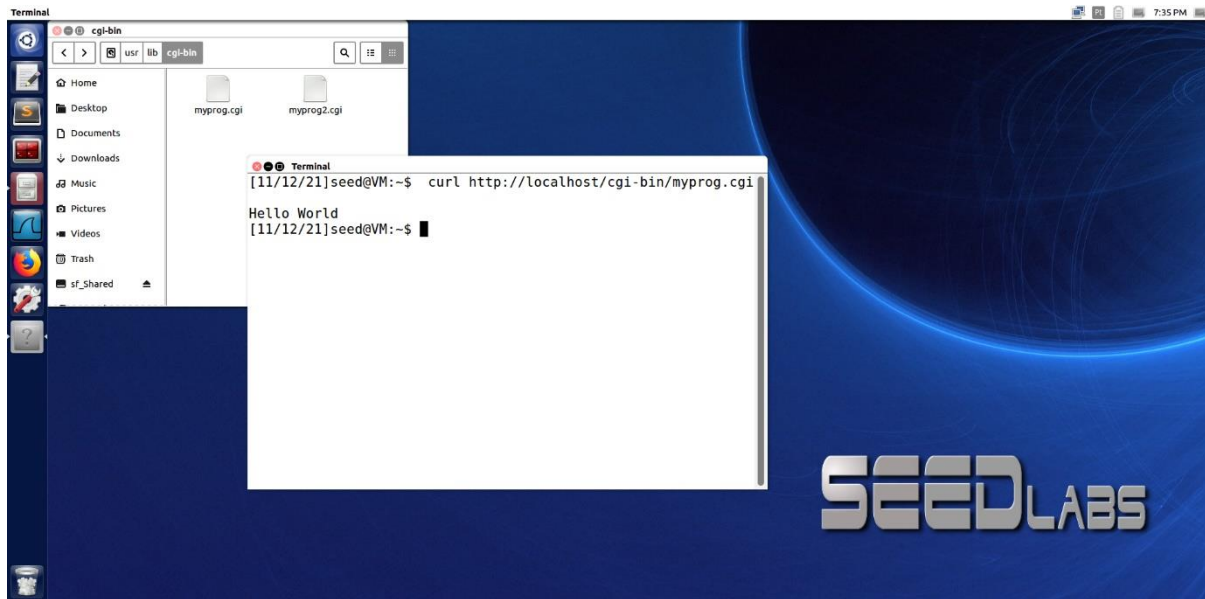 Terminal
Pl
7:35 PM
cgi-bin
usr lib cgi-bin
Home
Desktop
Documents
Downloads
Music
Pictures
Videos
Trash
sf_Shared
myprog.cgi myprog2.cgi
Terminal
[11/12/21]seed@VM:~$ curl http://localhost/cgi-bin/myprog.cgi
Hello World
[11/12/21]seed@VM:~$
SEEDLABS